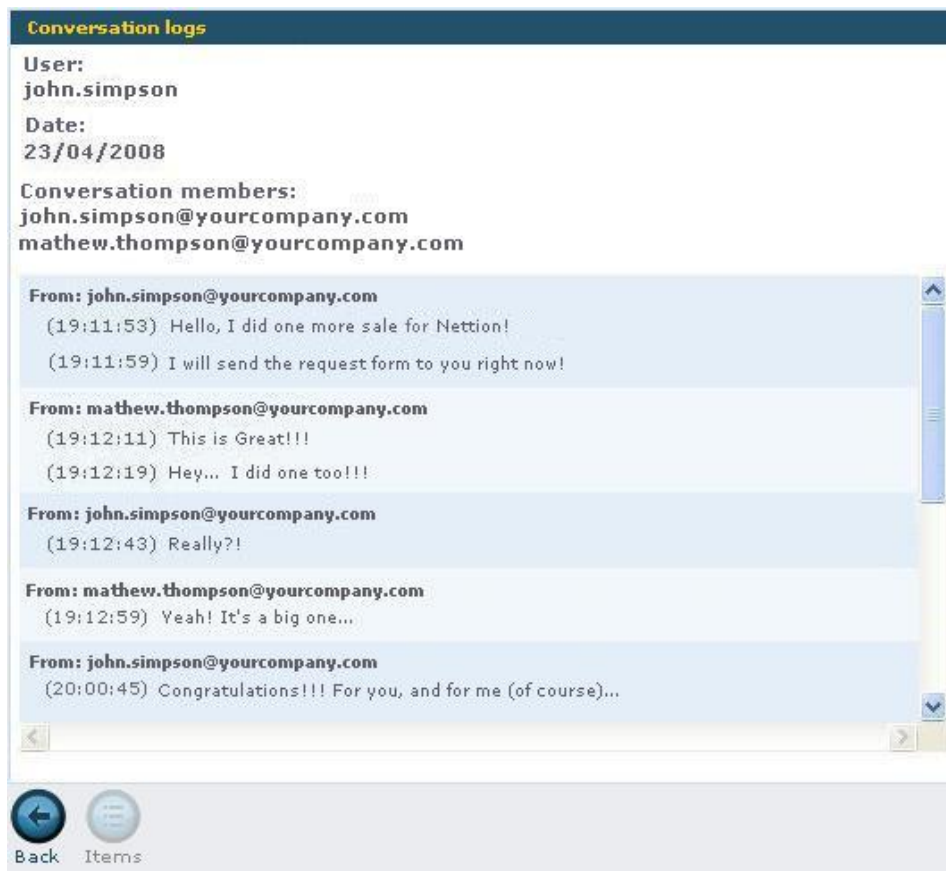 Conversation logs
User:
john.simpson
Date:
23/04/2008
Conversation members:
john.simpson@yourcompany.com
mathew.thompson@yourcompany.com
From: john.simpson@yourcompany.com
(19:11:53) Hello, I did one more sale for Nettion!
(19:11:59) I will send the request form to you right now!
From: mathew.thompson@yourcompany.com
(19:12:11) This is Great!!!
(19:12:19) Hey... I did one too!!!
From: john.simpson@yourcompany.com
(19:12:43) Really?!
From: mathew.thompson@yourcompany.com
(19:12:59) Yeah! It's a big one...
From: john.simpson@yourcompany.com
(20:00:45) Congratulations!!! For you, and for me (of course)...
Back Items